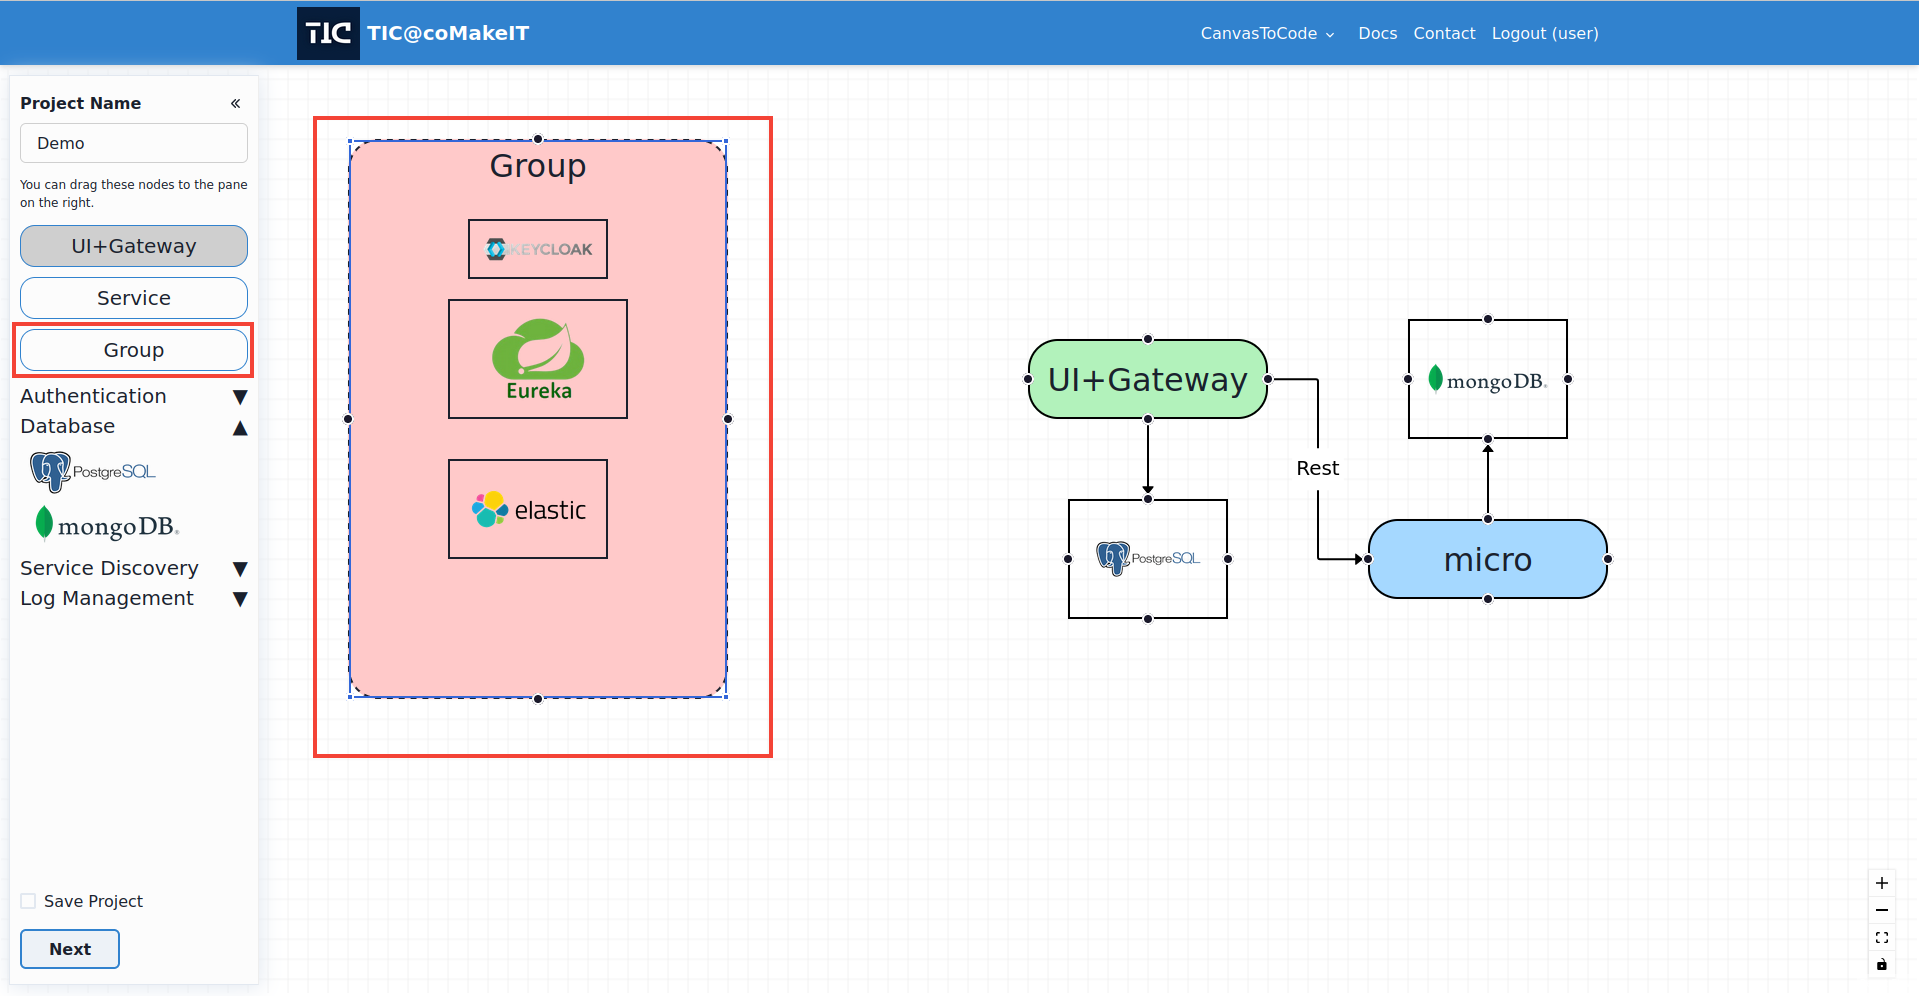 TIC TIC@coMakeIT
CanvasToCode Docs Contact Logout (user)
Project Name «
Demo
You can drag these nodes to the pane
on the right.
UI+Gateway
Service
Group
Authentication ▼
Database ▲
PostgreSQL
mongoDB
Service Discovery ▼
Log Management ▼
Save Project
Next
Group
KEYCLOAK
Eureka
elastic
UI+Gateway
Rest
PostgreSQL
mongoDB
micro